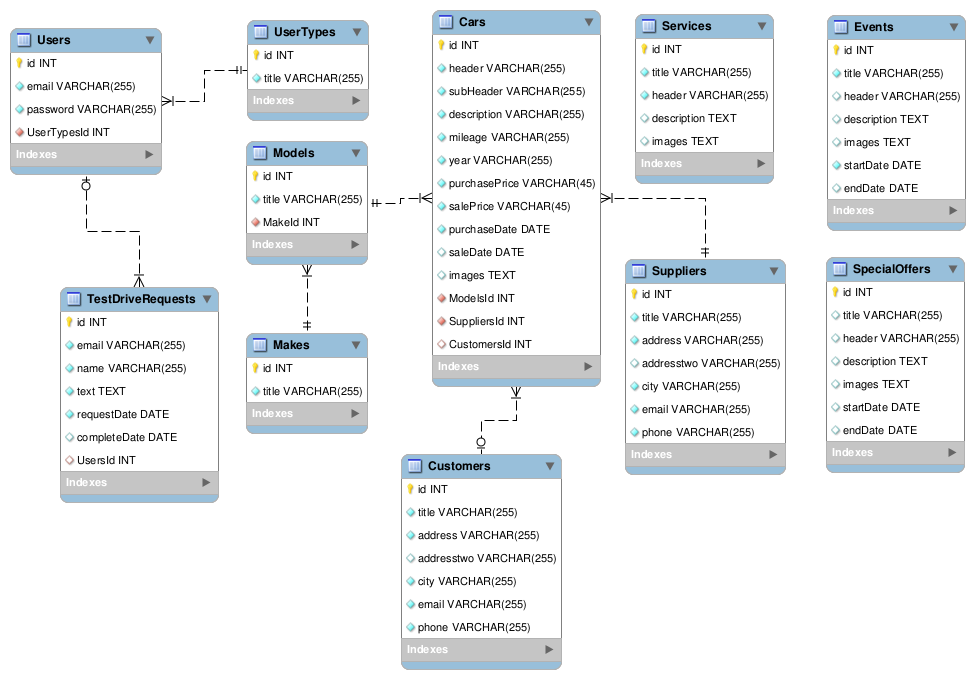 Users
id INT
email VARCHAR(255)
password VARCHAR(255)
UserTypesId INT
Indexes
UserTypes
id INT
title VARCHAR(255)
Indexes
Models
id INT
title VARCHAR(255)
MakeId INT
Indexes
Makes
id INT
title VARCHAR(255)
Indexes
TestDriveRequests
id INT
email VARCHAR(255)
name VARCHAR(255)
text TEXT
requestDate DATE
completeDate DATE
UsersId INT
Indexes
Cars
id INT
header VARCHAR(255)
subHeader VARCHAR(255)
description VARCHAR(255)
mileage VARCHAR(255)
year VARCHAR(255)
purchasePrice VARCHAR(45)
salePrice VARCHAR(45)
purchaseDate DATE
saleDate DATE
images TEXT
ModelsId INT
SuppliersId INT
CustomersId INT
Indexes
Customers
id INT
title VARCHAR(255)
address VARCHAR(255)
addresstwo VARCHAR(255)
city VARCHAR(255)
email VARCHAR(255)
phone VARCHAR(255)
Indexes
Services
id INT
title VARCHAR(255)
header VARCHAR(255)
description TEXT
images TEXT
Indexes
Suppliers
id INT
title VARCHAR(255)
address VARCHAR(255)
addresstwo VARCHAR(255)
city VARCHAR(255)
email VARCHAR(255)
phone VARCHAR(255)
Indexes
Events
id INT
title VARCHAR(255)
header VARCHAR(255)
description TEXT
images TEXT
startDate DATE
endDate DATE
Indexes
SpecialOffers
id INT
title VARCHAR(255)
header VARCHAR(255)
description TEXT
images TEXT
startDate DATE
endDate DATE
Indexes